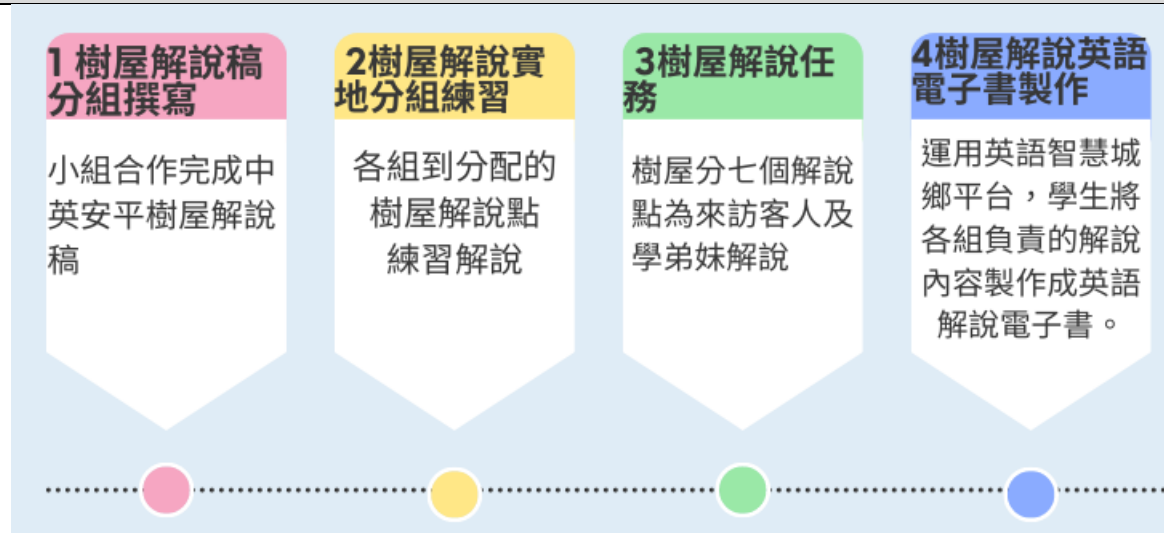 1 樹屋解說稿
分組撰寫
小組合作完成中
英安平樹屋解說
稿
2樹屋解說實
地分組練習
各組到分配的
樹屋解說點
練習解說
3樹屋解說任
務
樹屋分七個解說
點為來訪客人及
學弟妹解說
4樹屋解說英語
電子書製作
運用英語智慧城
鄉平台，學生將
各組負責的解說
內容製作成英語
解說電子書。